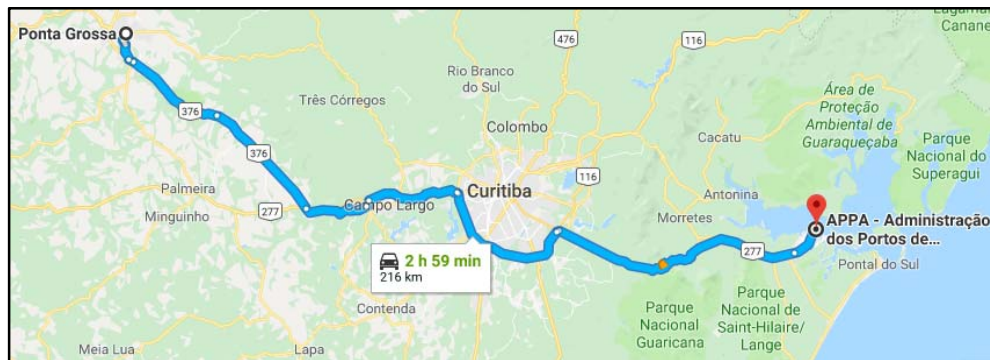 Ponta Grossa
376
376
277
Três Córregos
Rio Branco
do Sul
476
116
Canane
Colombo
Cacatu
Área de
Proteção
Ambiental de
Guaraqueçaba
Parque
Nacional do
Superagui
Palmeira
Minguinho
Campo Largo
Curitiba
116
Antonina
Morretes
APPA - Administração
dos Portos de...
277
Pontal do Sul
2 h 59 min
216 km
Contenda
Lapa
Meia Lua
Parque
Nacional
Guaricana
Parque
Nacional de
Saint-Hilaire/
Lange